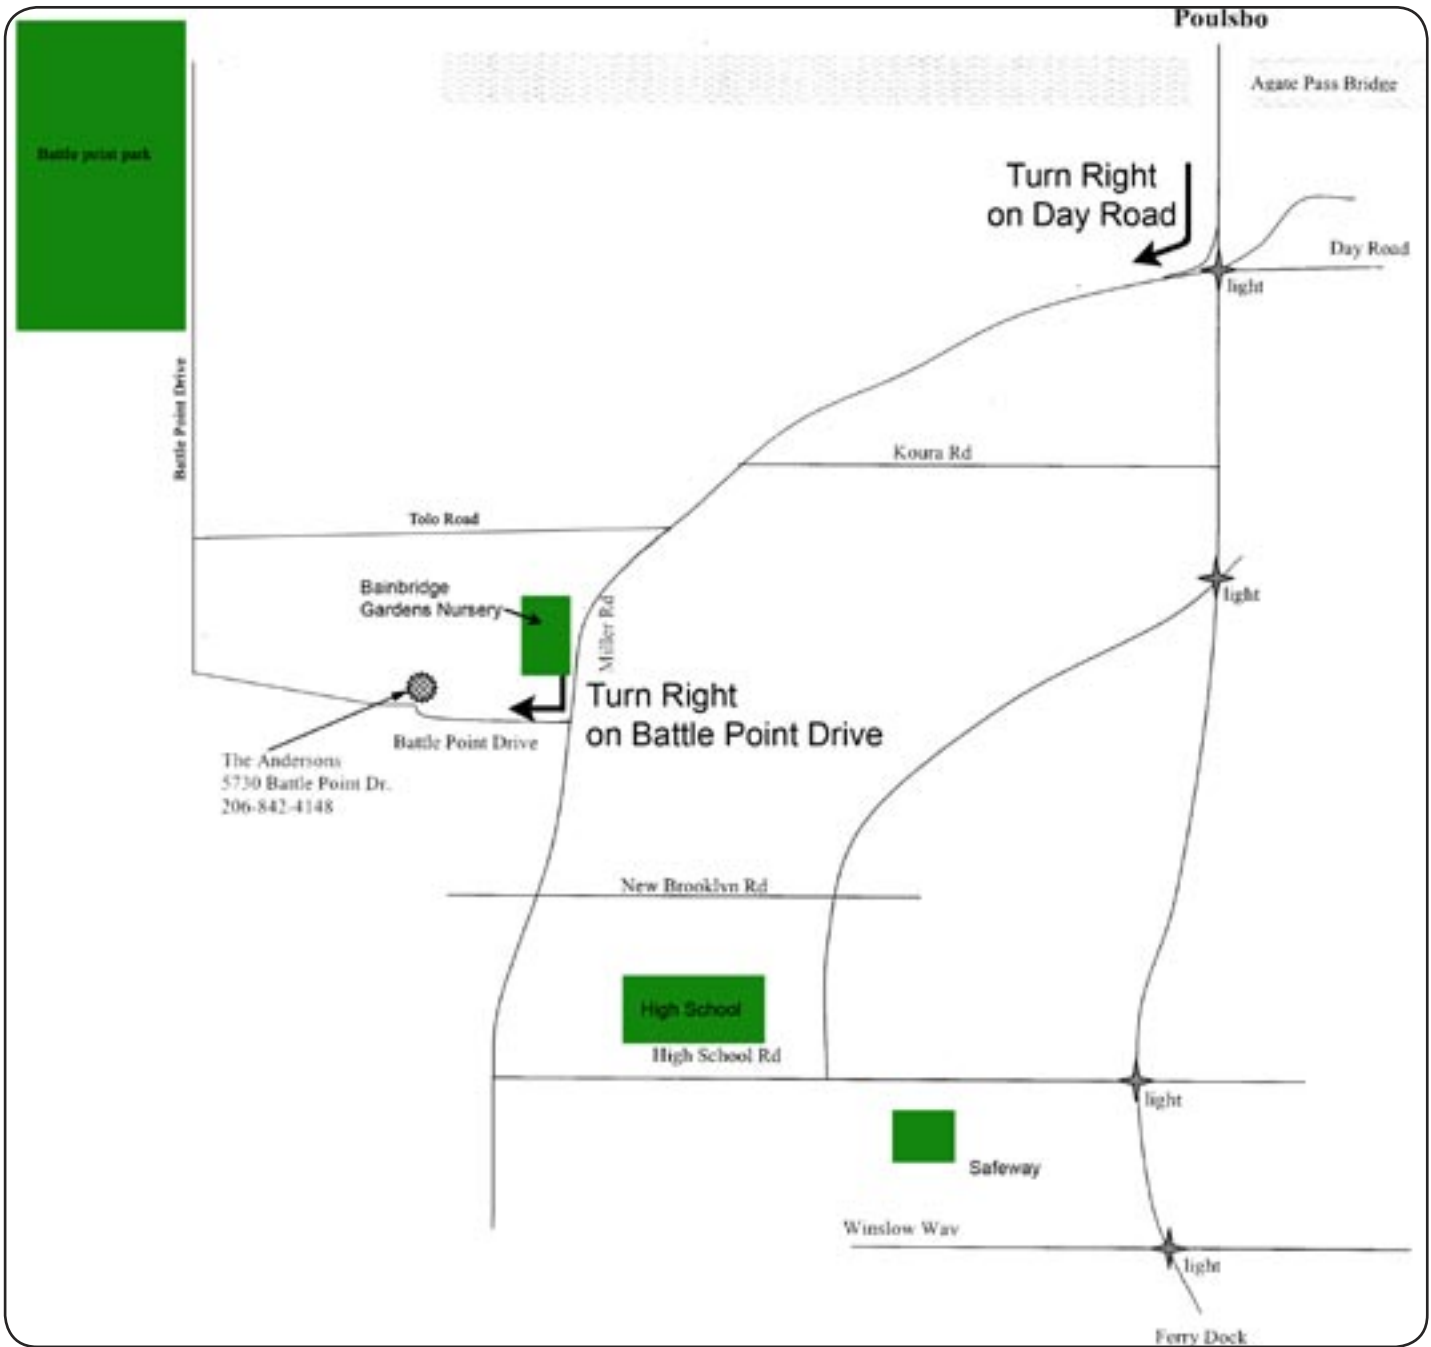 Poulsbo
Agate Pass Bridge
Battle point park
Turn Right
on Day Road
Day Road
light
Battle Point Drive
Koura Rd
Tolo Road
Bainbridge
Gardens Nursery
light
Miller Rd
Turn Right
on Battle Point Drive
Battle Point Drive
The Andersons
5730 Battle Point Dr.
206-842-4148
New Brooklyn Rd
High School
High School Rd
light
Safeway
Winslow Way
light
Ferry Dock